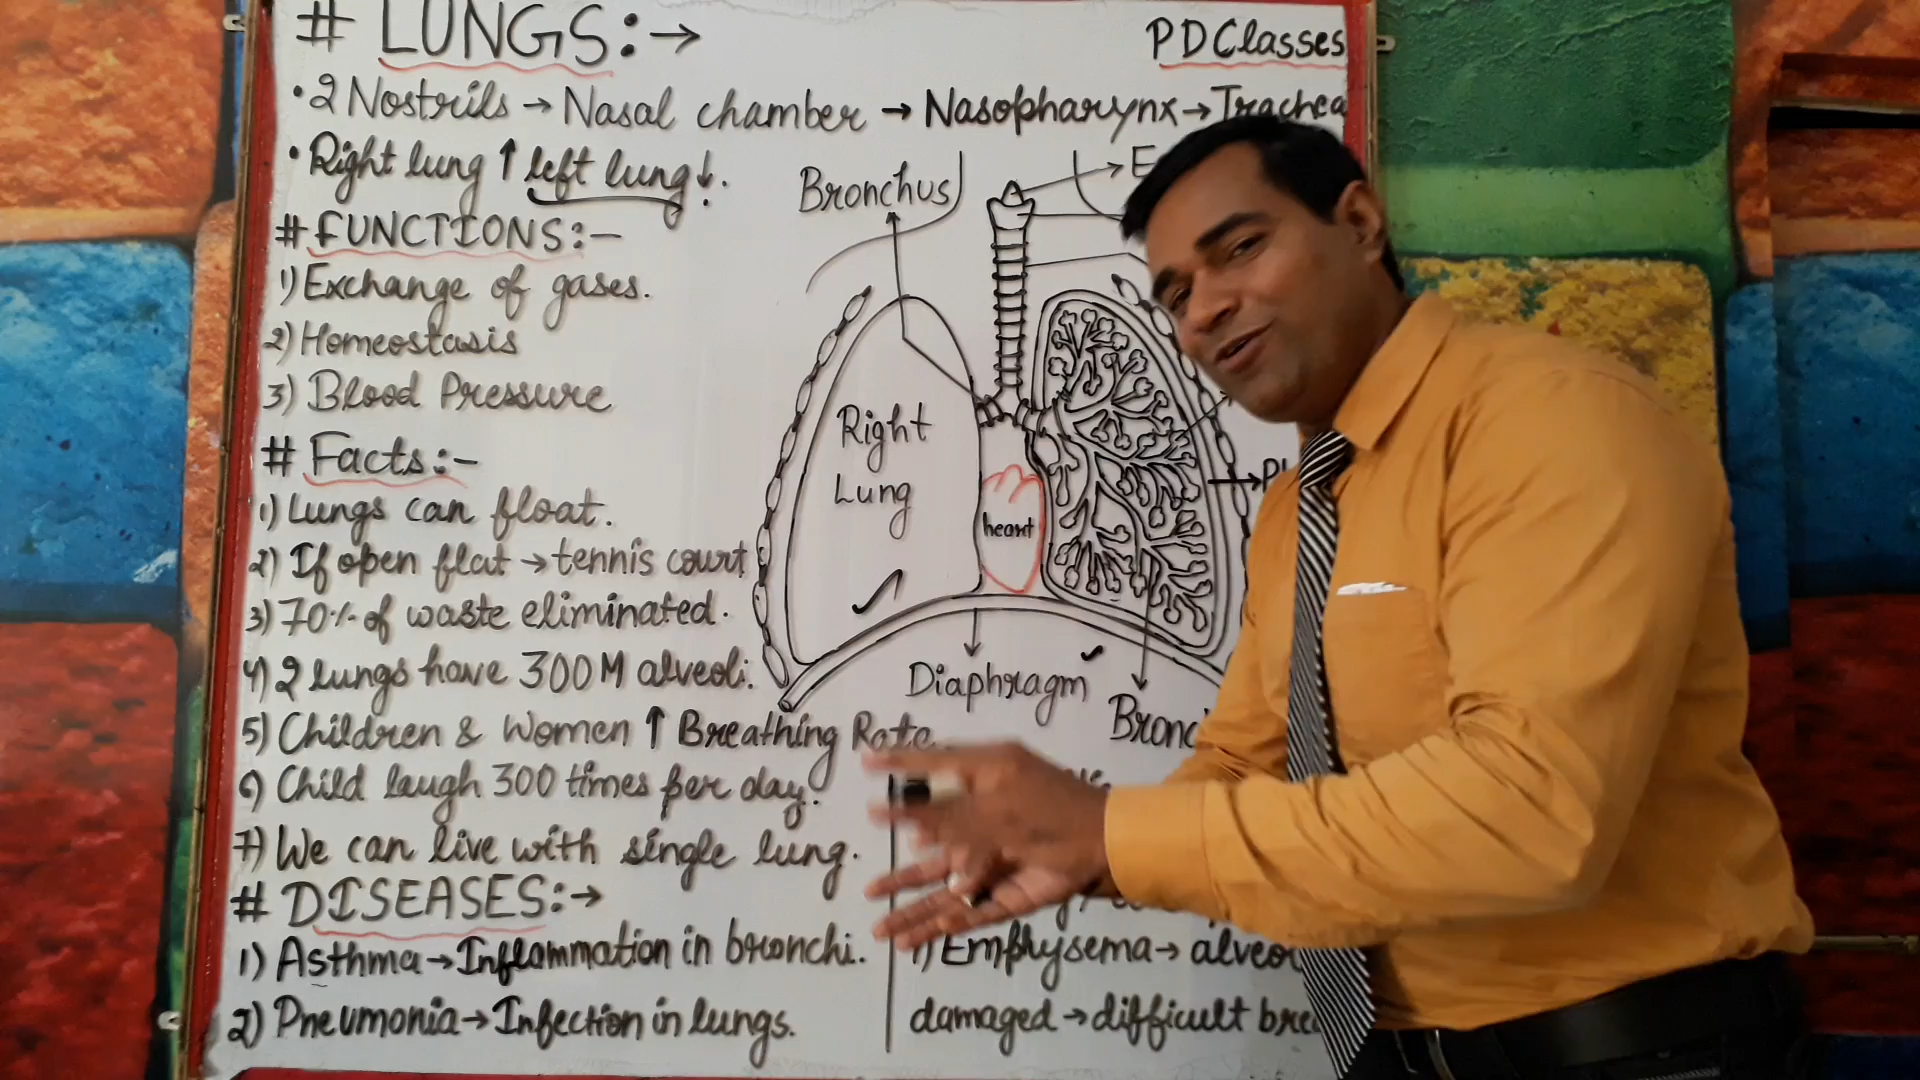 # LUNGS:→
PD Classes
• 2 Nostrils → Nasal chamber → Nasopharynx → Trachea
• Right lung ↑ left lung ↓.
# FUNCTIONS:-
1) Exchange of gases.
2) Homeostasis
3) Blood Pressure
# Facts:-
1) Lungs can float.
2) If open flat → tennis court
3) 70% of waste eliminated.
4) 2 lungs have 300M alveoli.
5) Children & Women ↑ Breathing Rate.
6) Child laugh 300 times per day.
7) We can live with single lung.
# DISEASES:→
1) Asthma → Inflammation in bronchi.
2) Pneumonia → Infection in lungs.
Bronchus
Right
Lung
heart
Diaphragm
Emphysema →
damaged → difficult